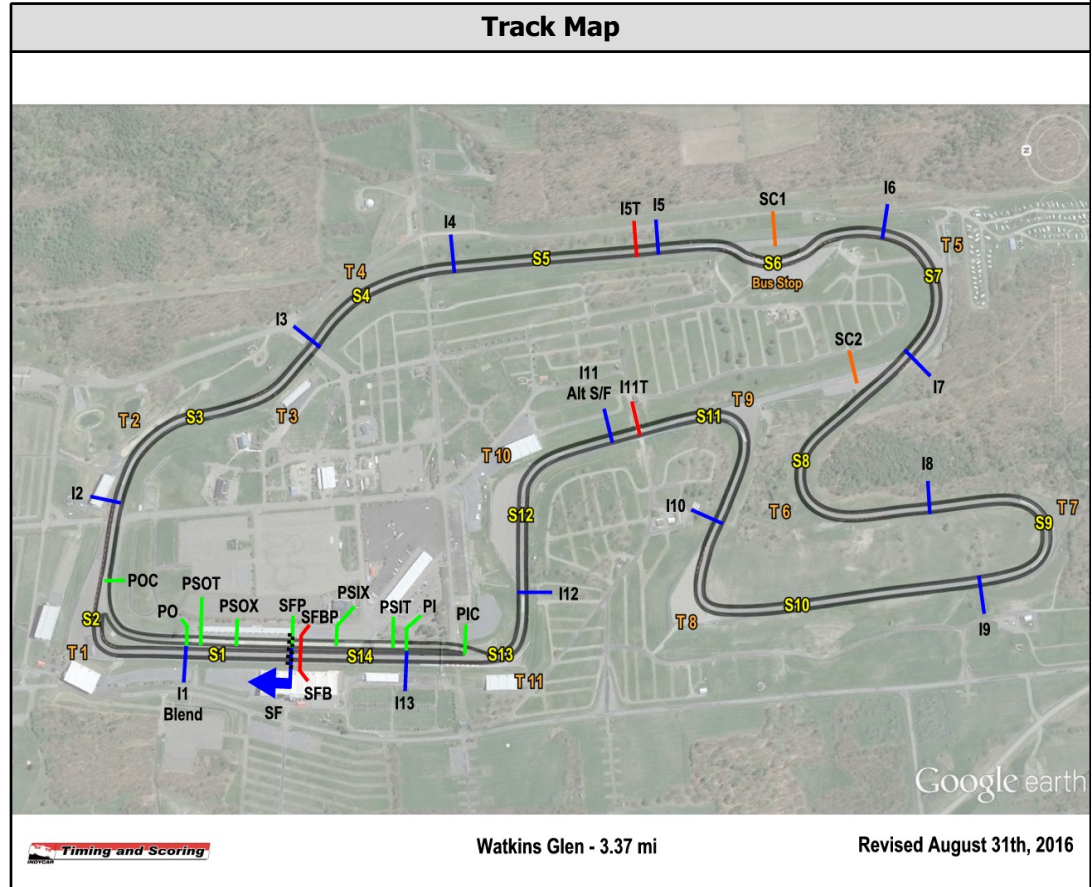 Track Map
I6
SC1
I5T
I5
I4
T 5
S5
S6
Bus Stop
S7
T 4
S4
I3
SC2
I7
I11
Alt S/F
I11T
T 9
S11
T 2
S3
T 3
T 10
S8
I8
I2
I10
S12
T 6
T 7
S9
POC
PSOT
PO
PSOX
SFP
SFBP
PSIX
PSIT
PI
PIC
I12
S10
I9
S2
T 8
T 1
S1
S14
S13
T 11
I1
Blend
SF
SFB
I13
N
Google earth
INDYCAR
Timing and Scoring
Watkins Glen - 3.37 mi
Revised August 31th, 2016